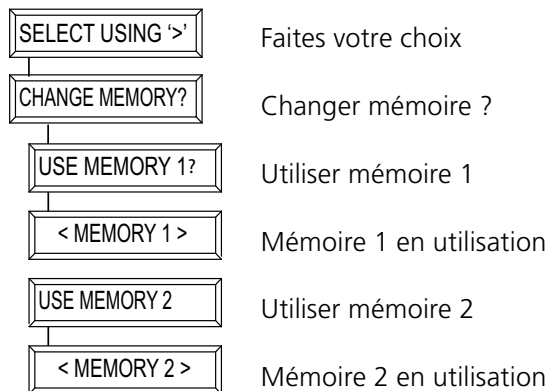 SELECT USING ‘>’ Faites votre choix
CHANGE MEMORY? Changer mémoire ?
USE MEMORY 1? Utiliser mémoire 1
< MEMORY 1 > Mémoire 1 en utilisation
USE MEMORY 2 Utiliser mémoire 2
< MEMORY 2 > Mémoire 2 en utilisation